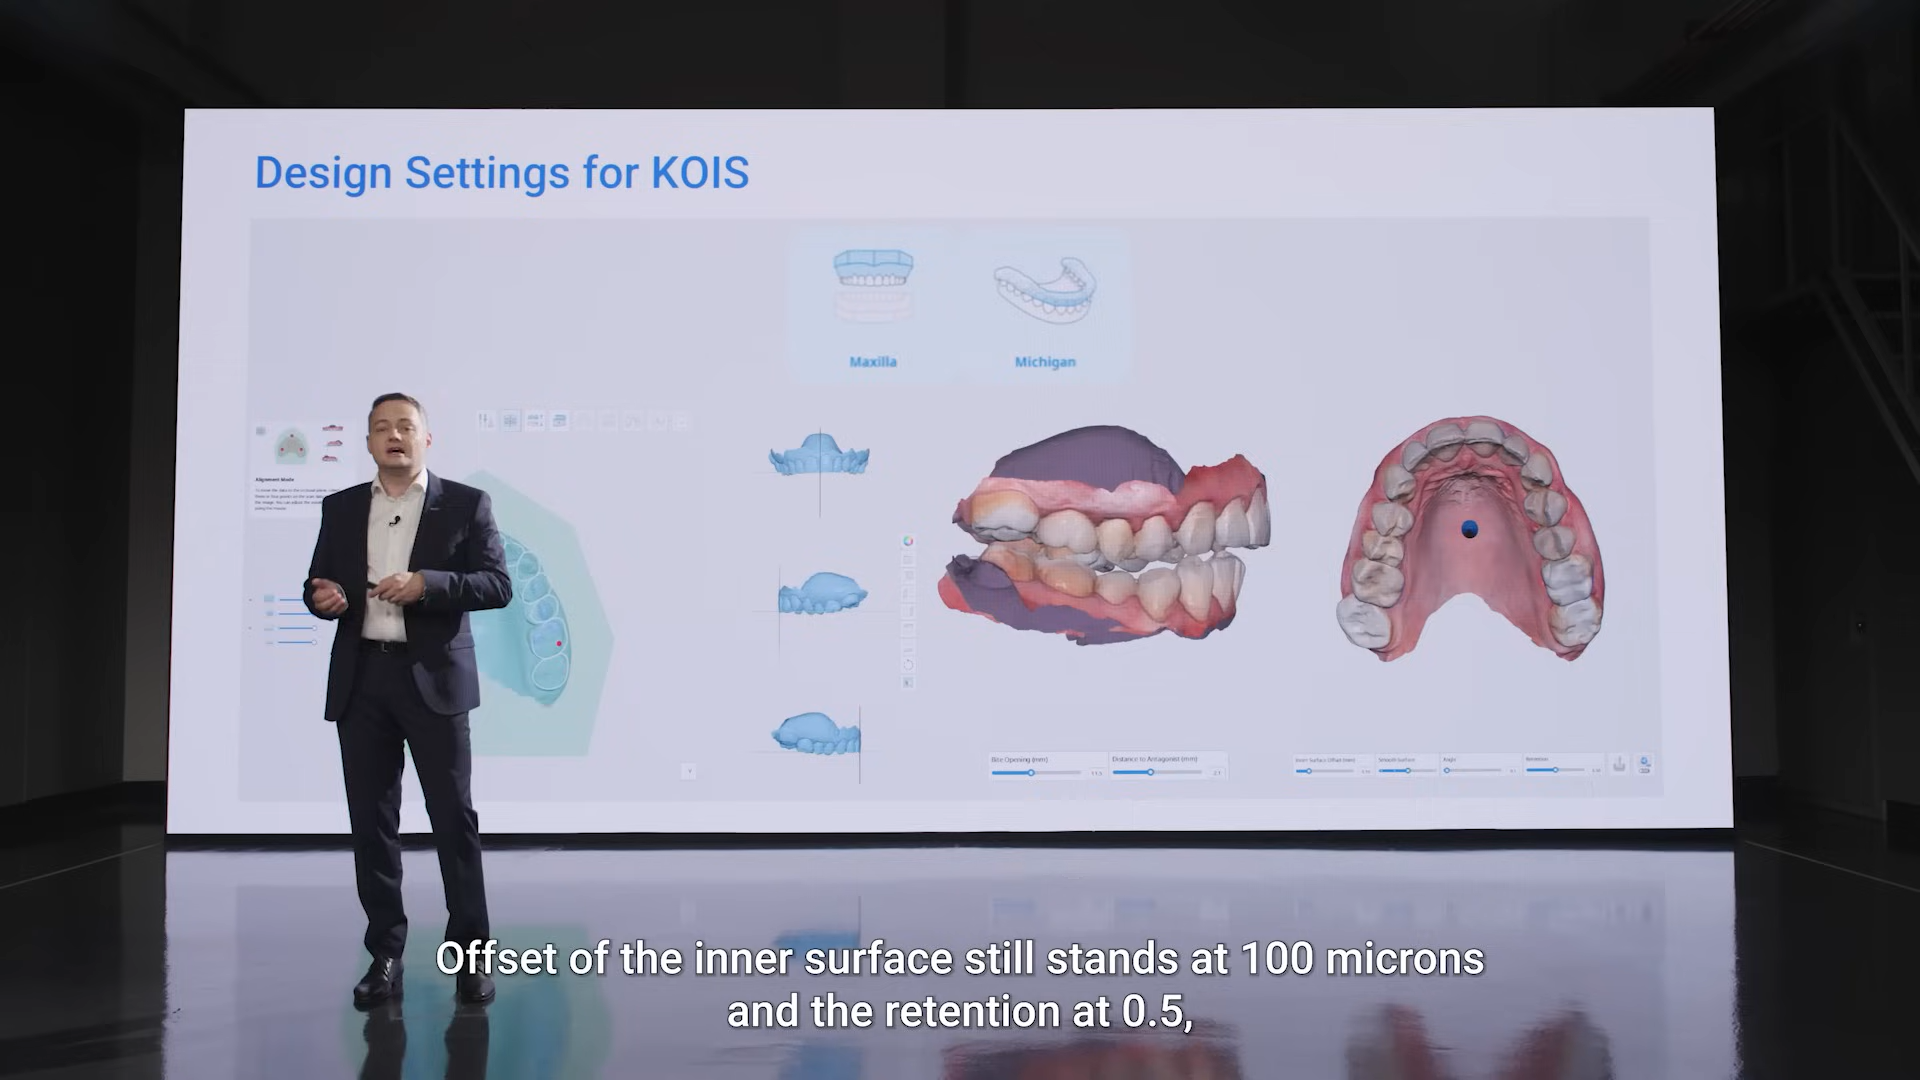 Design Settings for KOIS
Maxilla
Michigan
Alignment Mode
Bite Opening (mm)
Distance to Antagonist (mm)
2.1
Inner Surface Offset (mm)
Smooth Surface
Angle
Retention
Offset of the inner surface still stands at 100 microns
and the retention at 0.5,